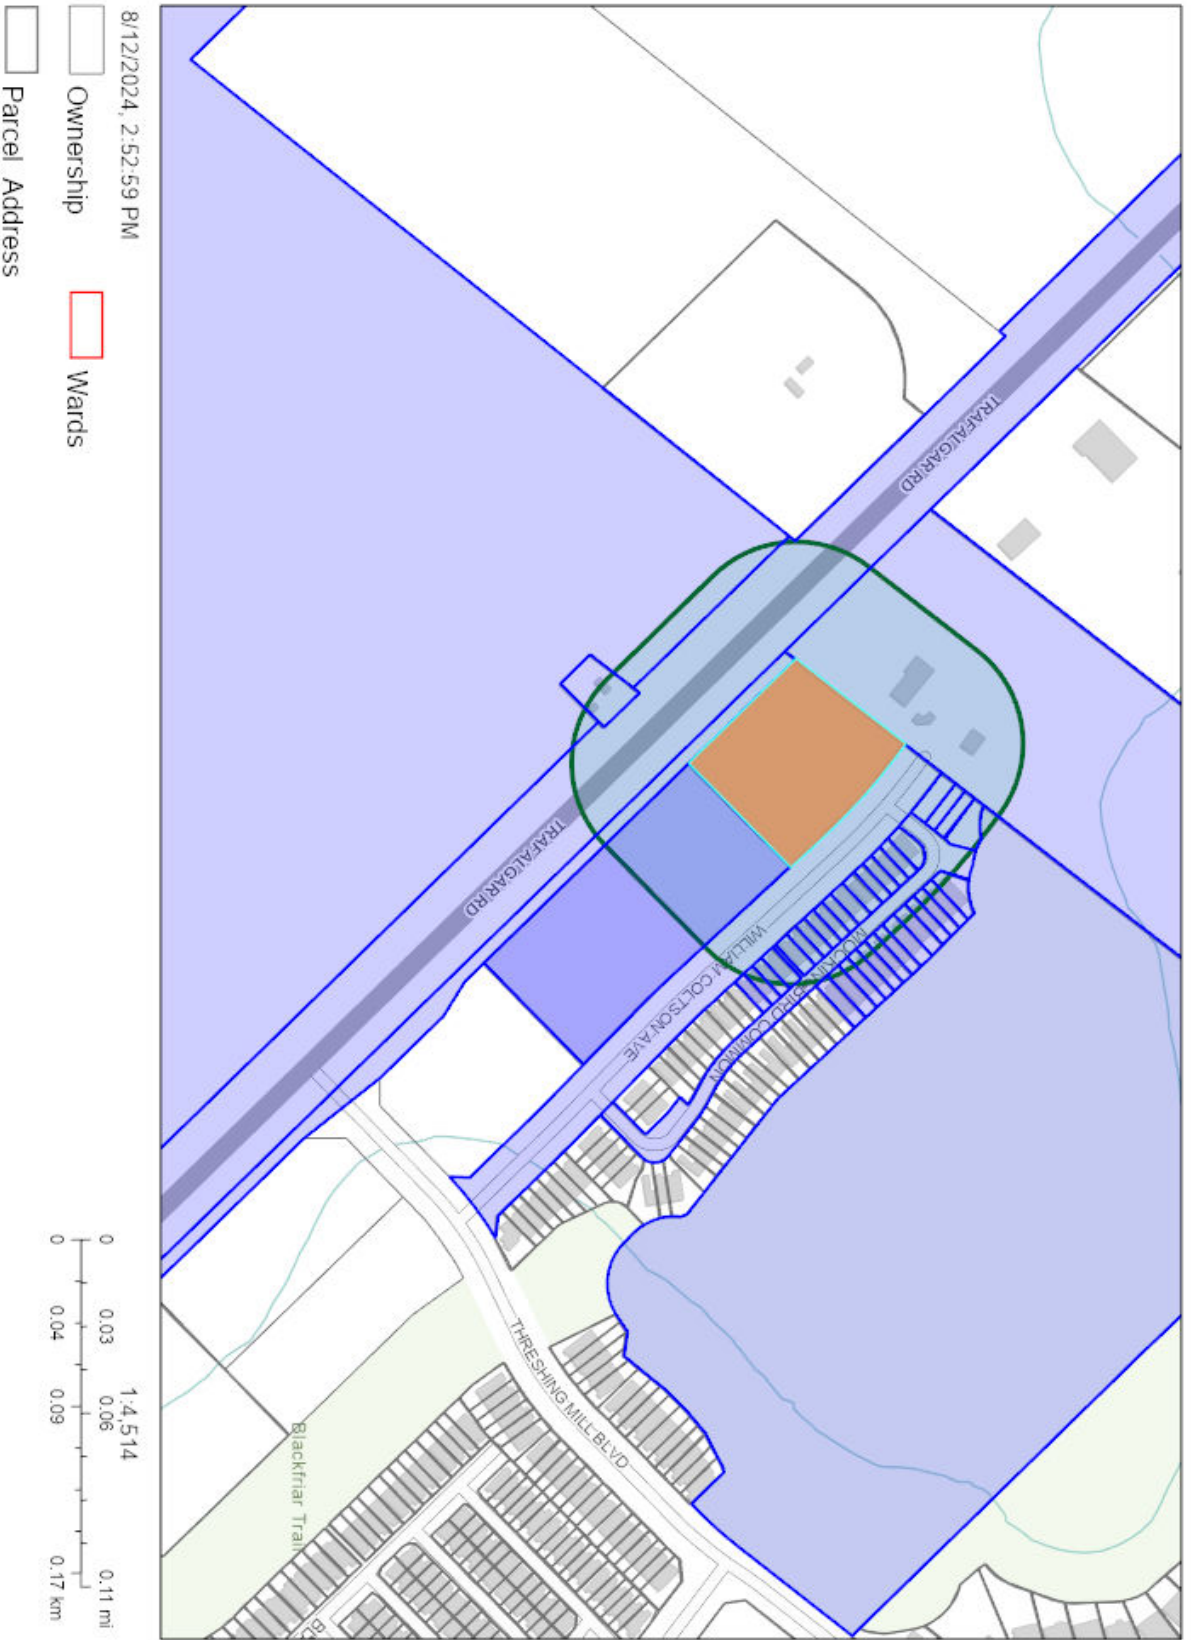 TRAFALGAR RD
TRAFALGAR RD
WILLIAM COLTSON AVE
MOCKINGBIRD COMMON
THRESHING MILL BLVD
Blackfriar Trail
8/12/2024, 2:52:59 PM
Ownership
Wards
Parcel Address
1:4,514
0 0.03 0.06 0.11 mi
0 0.04 0.09 0.17 km